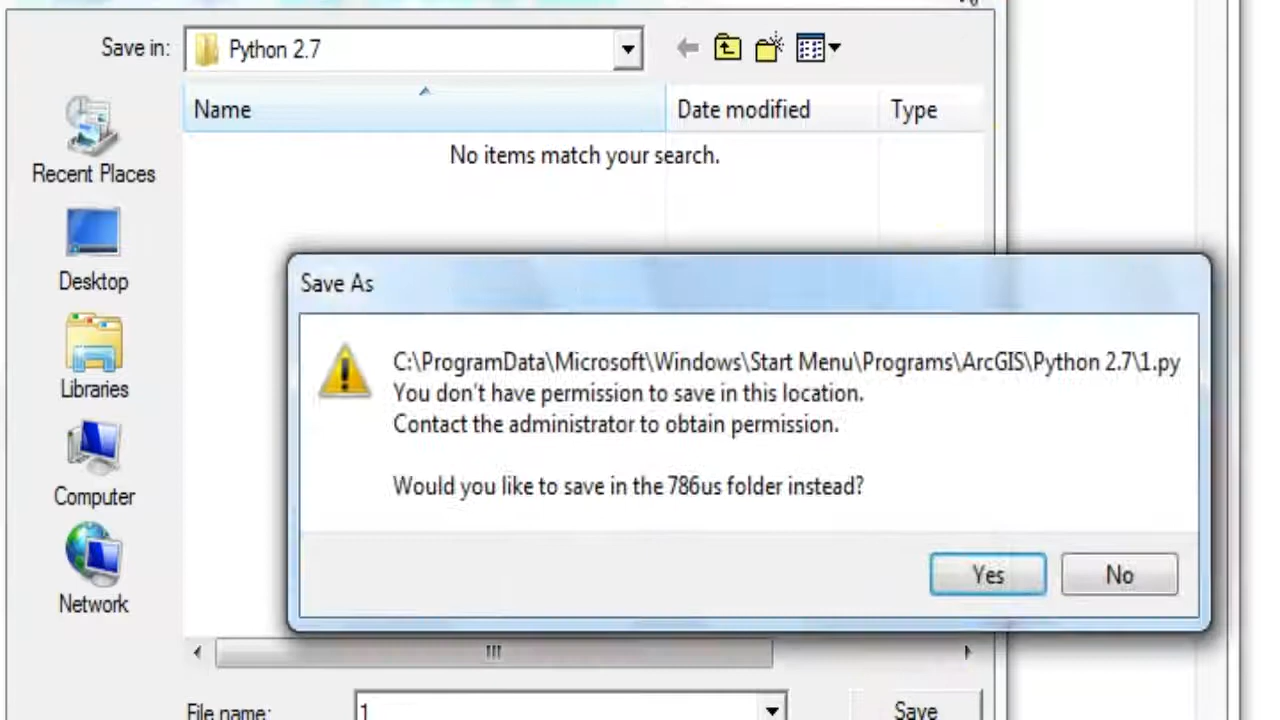 Save in:
Python 2.7
Name
Date modified
Type
No items match your search.
Recent Places
Desktop
Libraries
Computer
Network
Save As
C:\ProgramData\Microsoft\Windows\Start Menu\Programs\ArcGIS\Python 2.7\1.py
You don't have permission to save in this location.
Contact the administrator to obtain permission.
Would you like to save in the 786us folder instead?
Yes
No
File name:
1
Save